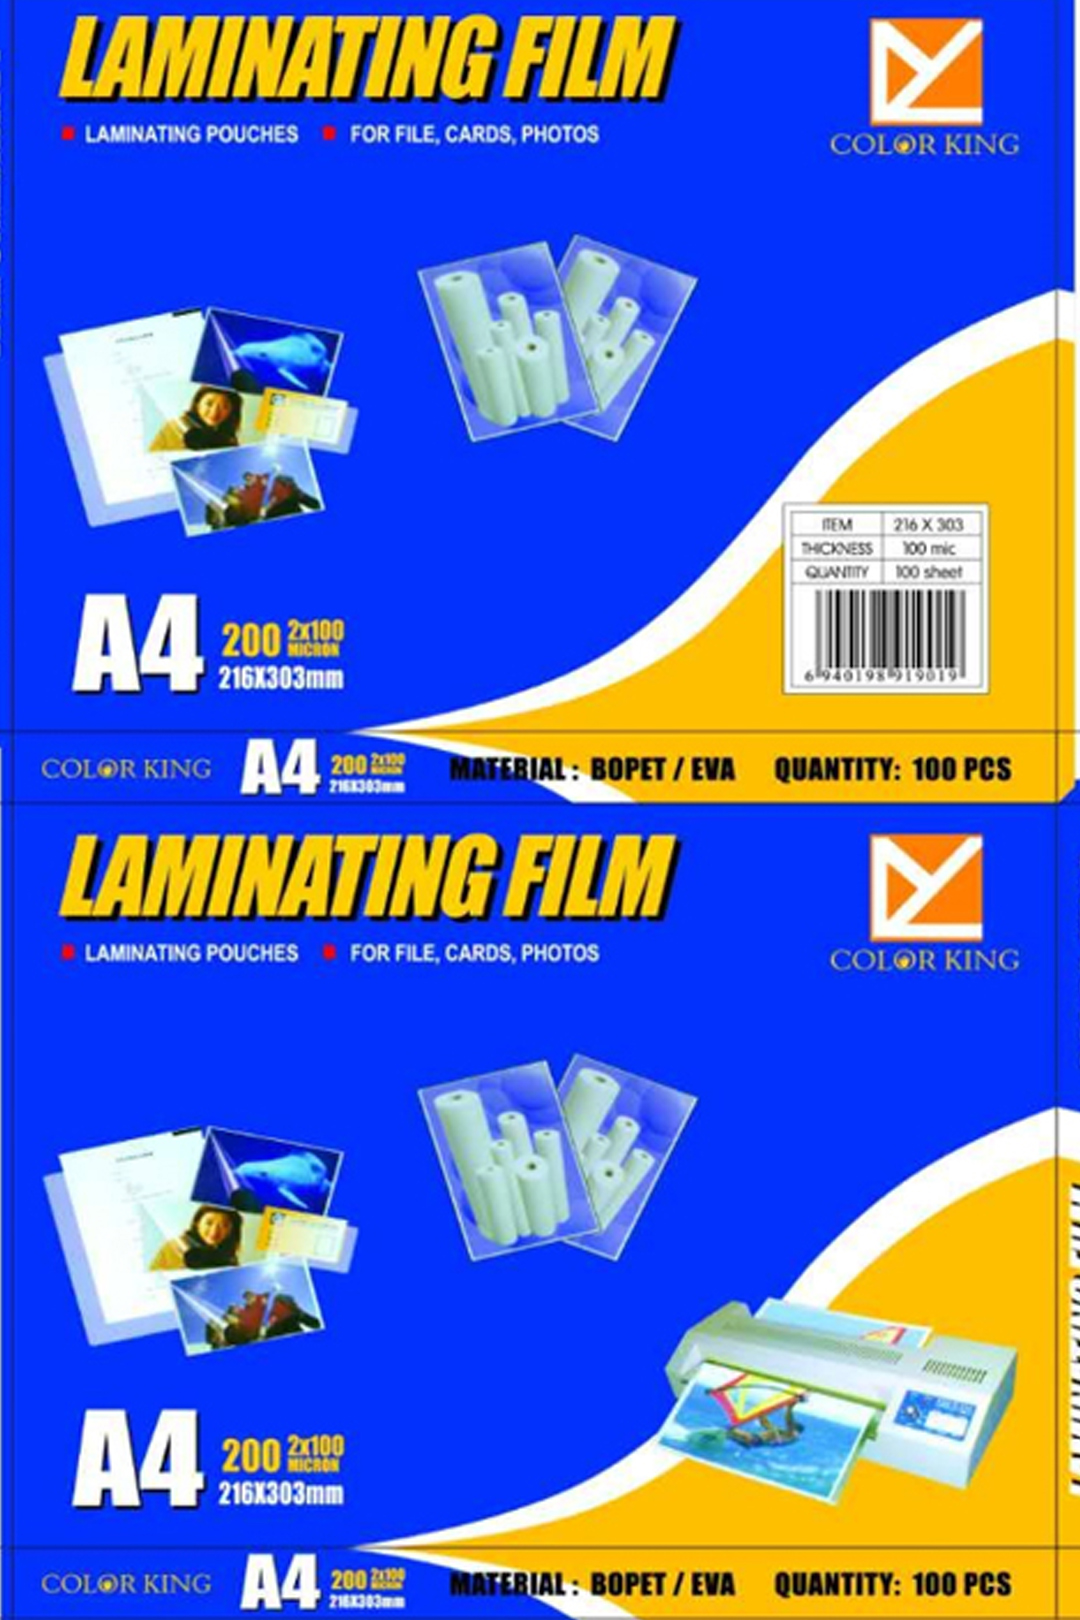 LAMINATING FILM
LAMINATING POUCHES FOR FILE, CARDS, PHOTOS
COLOR KING
ITEM 216 X 303
THICKNESS 100 mic
QUANTITY 100 sheet
6 940198 919019
A4 200 2x100 MICRON
216X303mm
COLOR KING A4 200 2x100 MICRON 216X303mm MATERIAL : BOPET / EVA QUANTITY: 100 PCS
LAMINATING FILM
LAMINATING POUCHES FOR FILE, CARDS, PHOTOS
COLOR KING
A4 200 2x100 MICRON
216X303mm
COLOR KING A4 200 2x100 MICRON 216X303mm MATERIAL : BOPET / EVA QUANTITY: 100 PCS